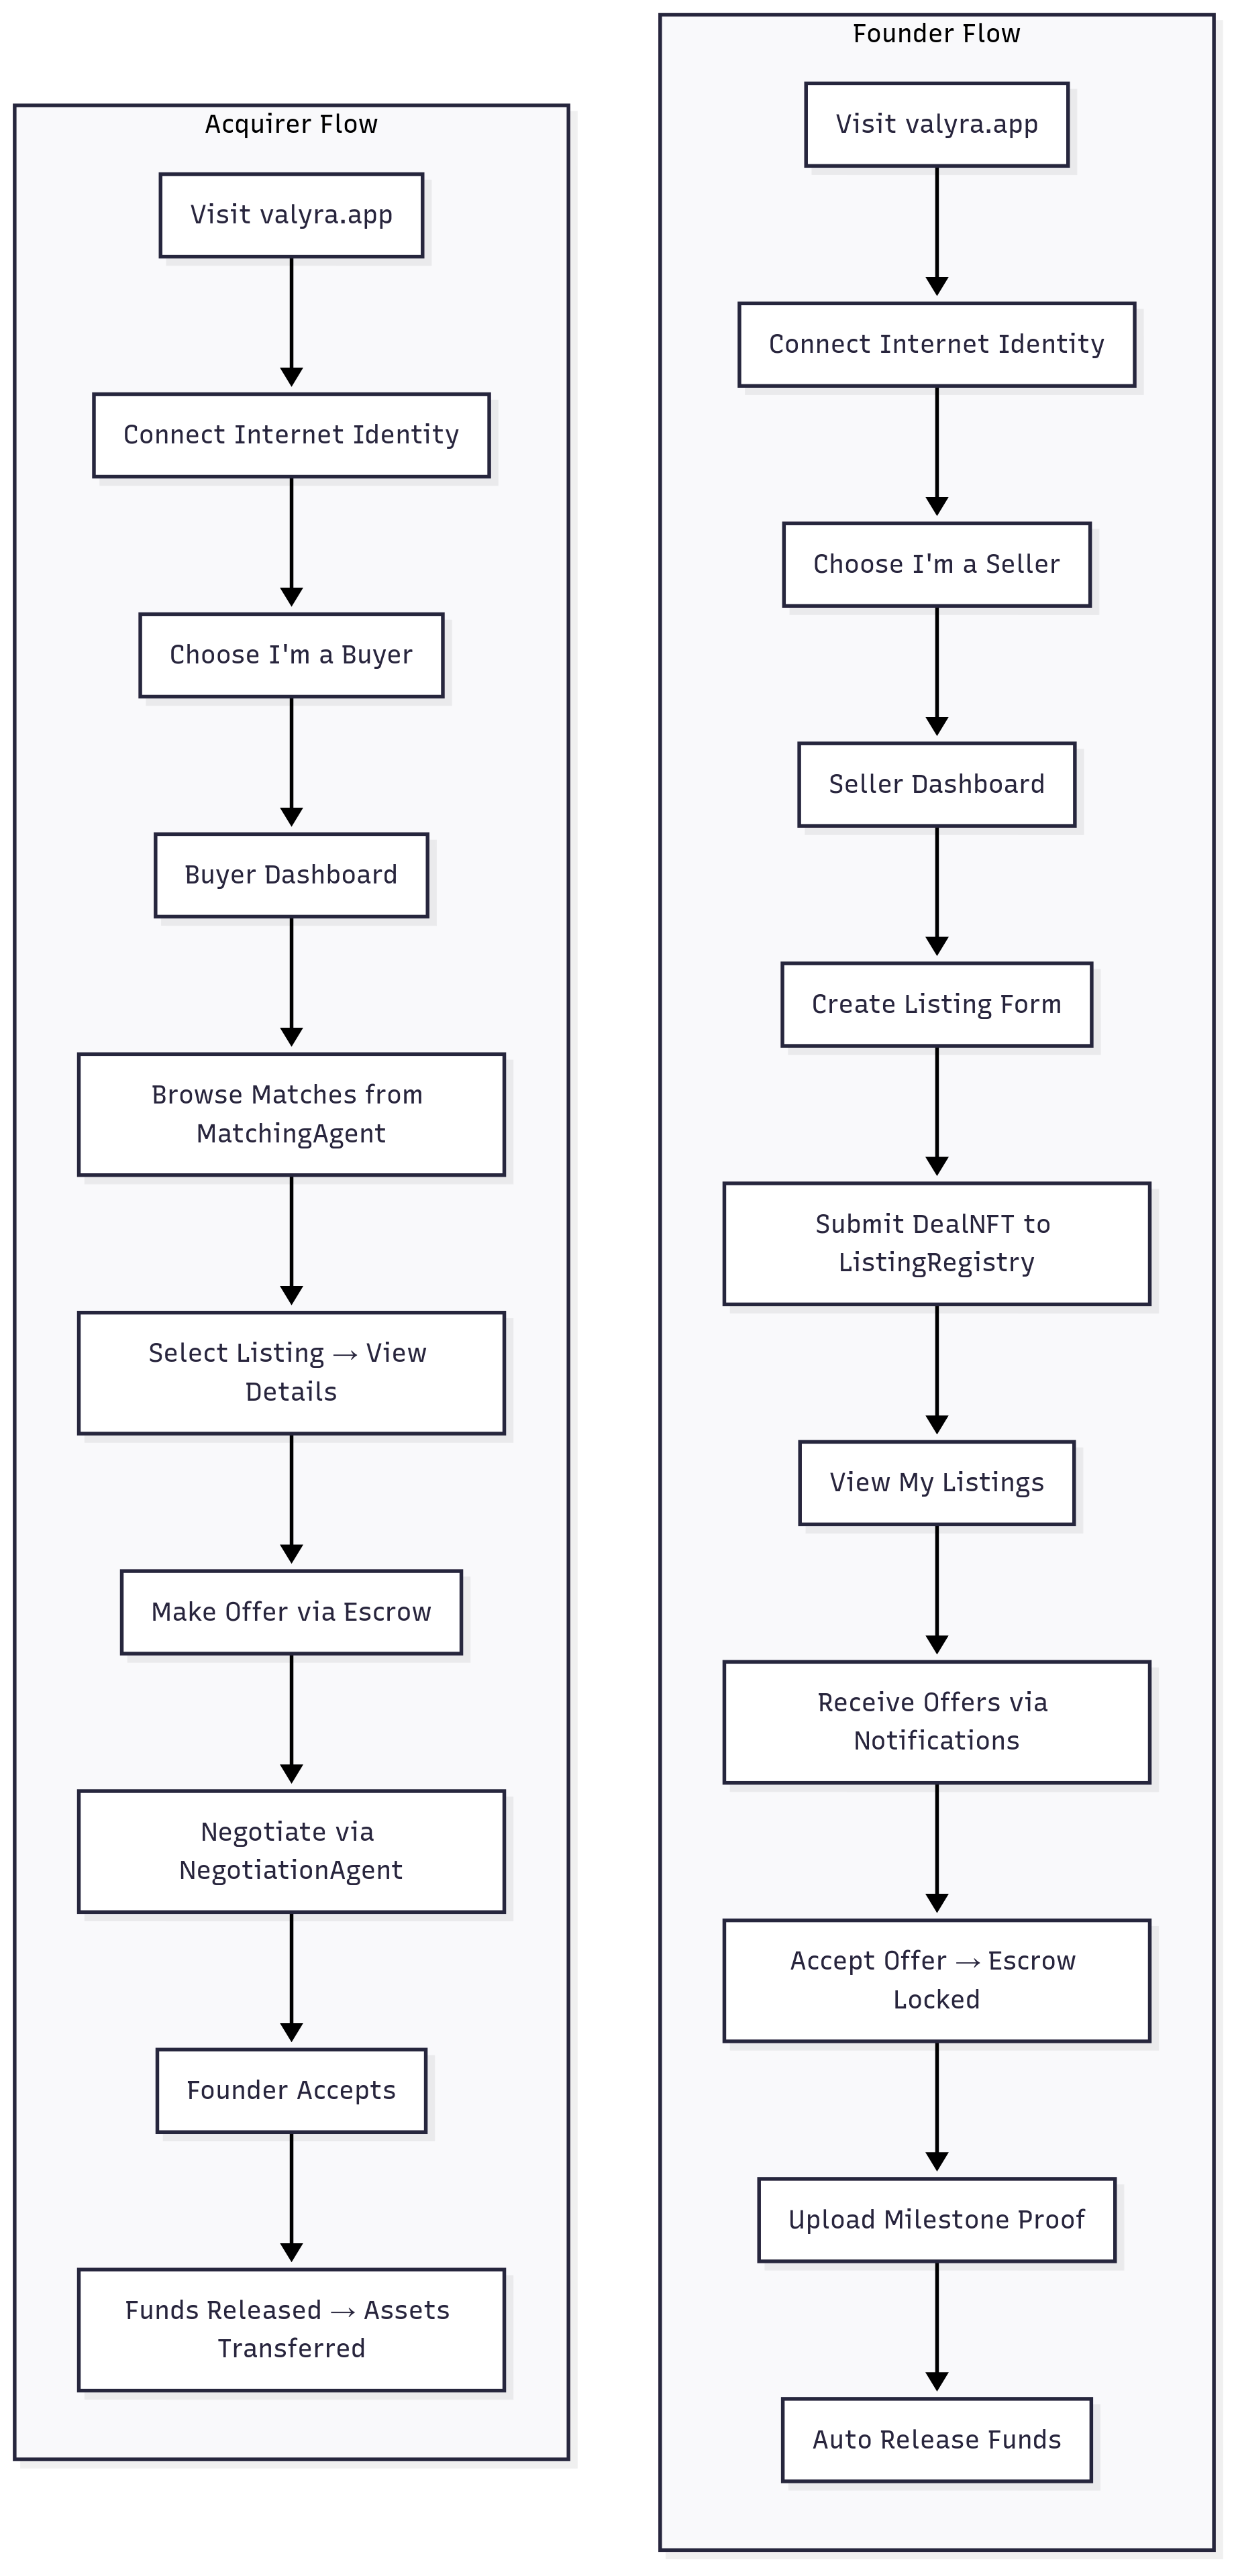 Acquirer Flow
Visit valyra.app
Connect Internet Identity
Choose I'm a Buyer
Buyer Dashboard
Browse Matches from
MatchingAgent
Select Listing → View
Details
Make Offer via Escrow
Negotiate via
NegotiationAgent
Founder Accepts
Funds Released → Assets
Transferred
Founder Flow
Visit valyra.app
Connect Internet Identity
Choose I'm a Seller
Seller Dashboard
Create Listing Form
Submit DealNFT to
ListingRegistry
View My Listings
Receive Offers via
Notifications
Accept Offer → Escrow
Locked
Upload Milestone Proof
Auto Release Funds